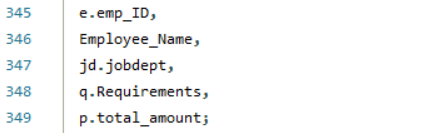 345 e.emp_ID,
346 Employee_Name,
347 jd.jobdept,
348 q.Requirements,
349 p.total_amount;